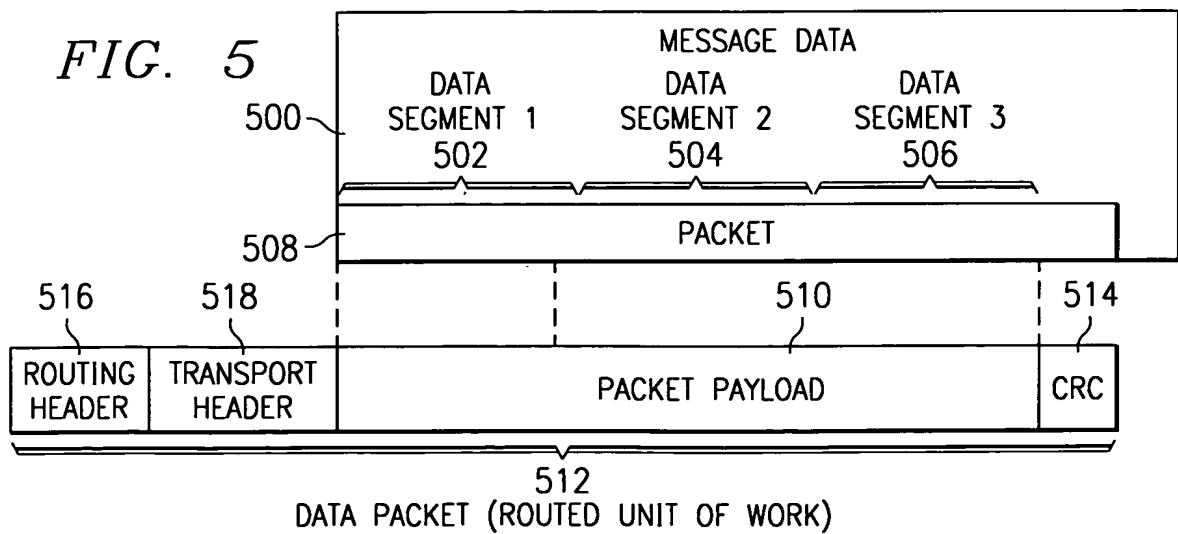 FIG. 5
MESSAGE DATA
DATA SEGMENT 1 502
DATA SEGMENT 2 504
DATA SEGMENT 3 506
500
508
PACKET
516
518
510
514
ROUTING HEADER
TRANSPORT HEADER
PACKET PAYLOAD
CRC
512
DATA PACKET (ROUTED UNIT OF WORK)